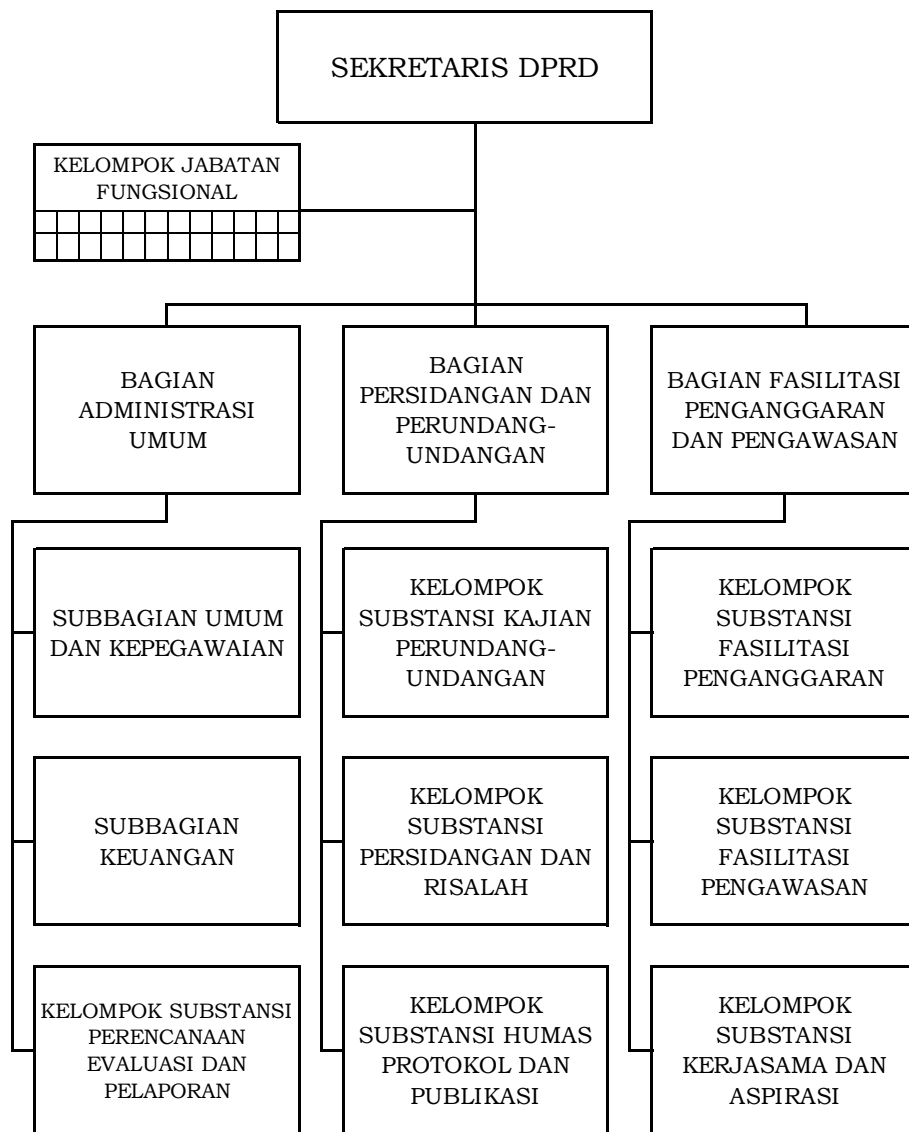 SEKRETARIS DPRD
KELOMPOK JABATAN
FUNGSIONAL
BAGIAN
ADMINISTRASI
UMUM
BAGIAN
PERSIDANGAN DAN
PERUNDANG-
UNDANGAN
BAGIAN FASILITASI
PENGANGGARAN
DAN PENGAWASAN
SUBBAGIAN UMUM
DAN KEPEGAWAIAN
KELOMPOK
SUBSTANSI KAJIAN
PERUNDANG-
UNDANGAN
KELOMPOK
SUBSTANSI
FASILITASI
PENGANGGARAN
SUBBAGIAN
KEUANGAN
KELOMPOK
SUBSTANSI
PERSIDANGAN DAN
RISALAH
KELOMPOK
SUBSTANSI
FASILITASI
PENGAWASAN
KELOMPOK SUBSTANSI
PERENCANAAN
EVALUASI DAN
PELAPORAN
KELOMPOK
SUBSTANSI HUMAS
PROTOKOL DAN
PUBLIKASI
KELOMPOK
SUBSTANSI
KERJASAMA DAN
ASPIRASI